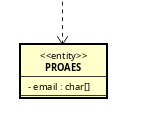 <<entity>>
PROAES
- email : char[]